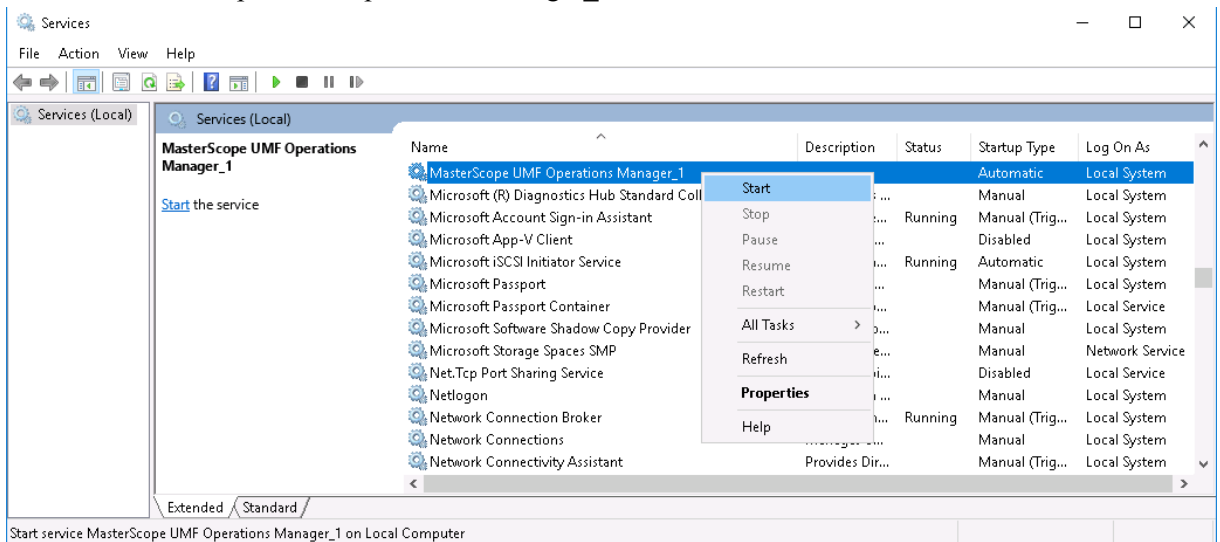 Services
File Action View Help
Services (Local)
Services (Local)
MasterScope UMF Operations
Manager_1
Start the service
Name Description Status Startup Type Log On As
MasterScope UMF Operations Manager_1 Automatic Local System
Microsoft (R) Diagnostics Hub Standard Coll ... Manual Local System
Microsoft Account Sign-in Assistant ... Running Manual (Trig... Local System
Microsoft App-V Client ... Disabled Local System
Microsoft iSCSI Initiator Service ... Running Automatic Local System
Microsoft Passport ... Manual (Trig... Local System
Microsoft Passport Container ... Manual (Trig... Local Service
Microsoft Software Shadow Copy Provider ... Manual Local System
Microsoft Storage Spaces SMP ... Manual Network Service
Net.Tcp Port Sharing Service ... Disabled Local Service
Netlogon ... Manual Local System
Network Connection Broker ... Running Manual (Trig... Local System
Network Connections Manual Local System
Network Connectivity Assistant Provides Dir... Manual (Trig... Local System
Start
Stop
Pause
Resume
Restart
All Tasks
Refresh
Properties
Help
Extended Standard
Start service MasterScope UMF Operations Manager_1 on Local Computer